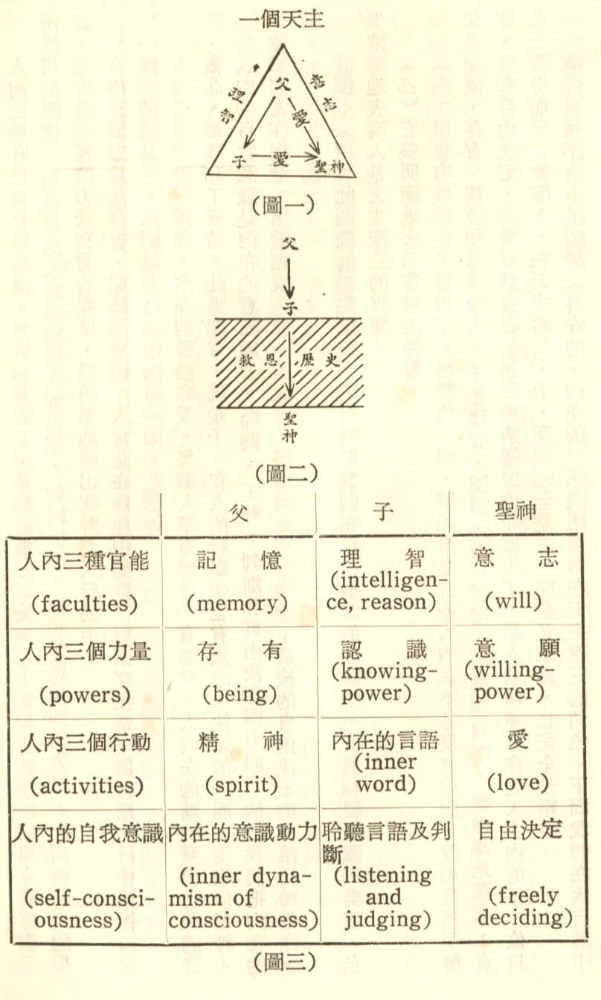 一個天主
父
理智
意志
愛
子
愛
聖神
(圖一)
父
子
救恩歷史
聖
神
(圖二)
父 子 聖神
人內三種官能 記憶 理智 意志
(faculties) (memory) (intelligen-
ce, reason) (will)
人內三個力量 存有 認識 意願
(powers) (being) (knowing-
power) (willing-
power)
人內三個行動 精神 內在的言語 愛
(activities) (spirit) (inner
word) (love)
人內的自我意識 內在的意識動力 聆聽言語及判
斷 自由決定
(self-consci-
ousness) (inner dyna-
mism of
consciousness) (listening
and
judging) (freely
deciding)
(圖三)